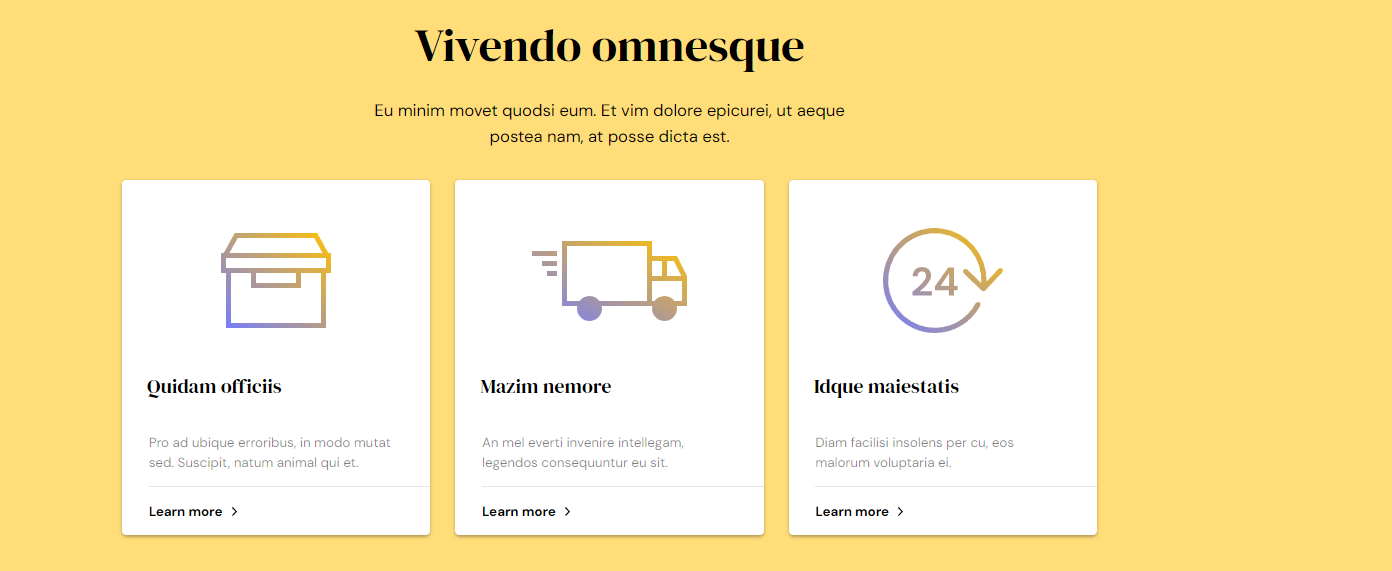 Vivendo omnesque
Eu minim movet quodsi eum. Et vim dolore epicurei, ut aeque
postea nam, at posse dicta est.
24
Quidam officiis
Pro ad ubique erroribus, in modo mutat
sed. Suscipit, natum animal qui et.
Learn more
Mazim nemore
An mel everti invenire intellegam,
legendos consequuntur eu sit.
Learn more
Idque maiestatis
Diam facilisi insolens per cu, eos
malorum voluptaria ei.
Learn more